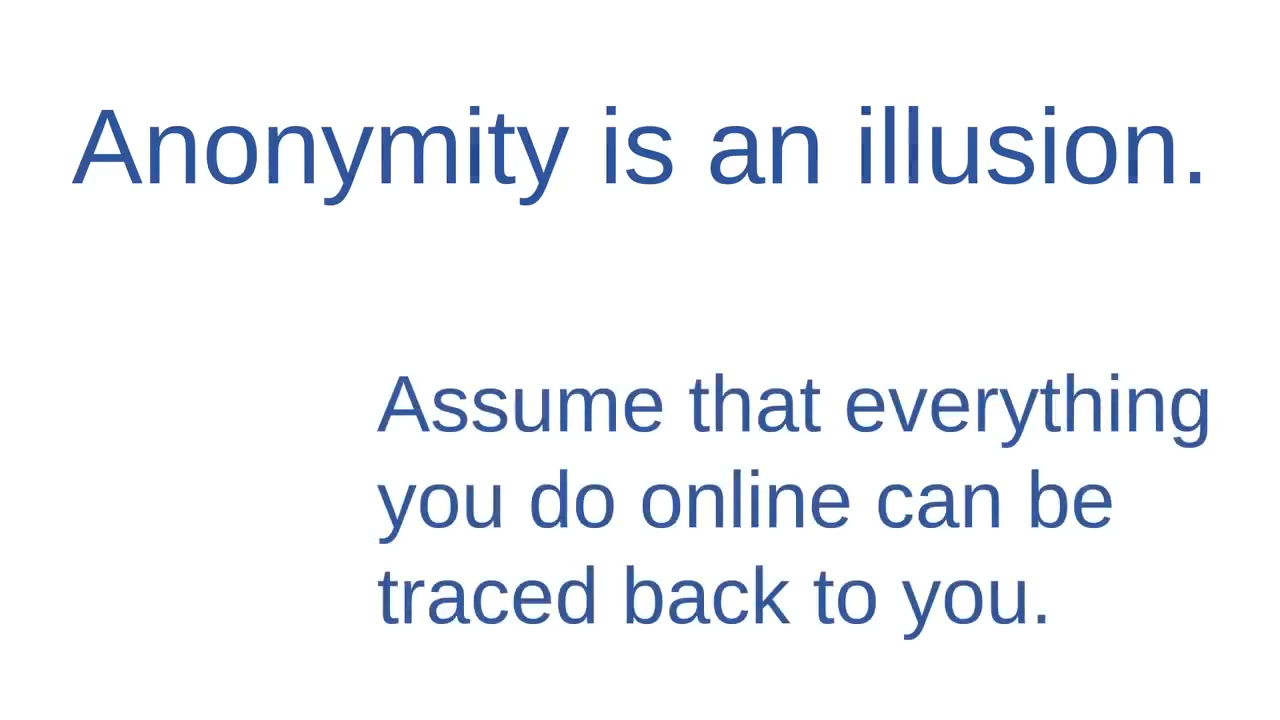 Anonymity is an illusion.
Assume that everything
you do online can be
traced back to you.